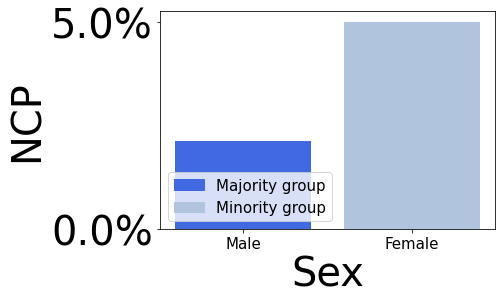 5.0%
NCP
0.0%
Majority group
Minority group
Male
Female
Sex